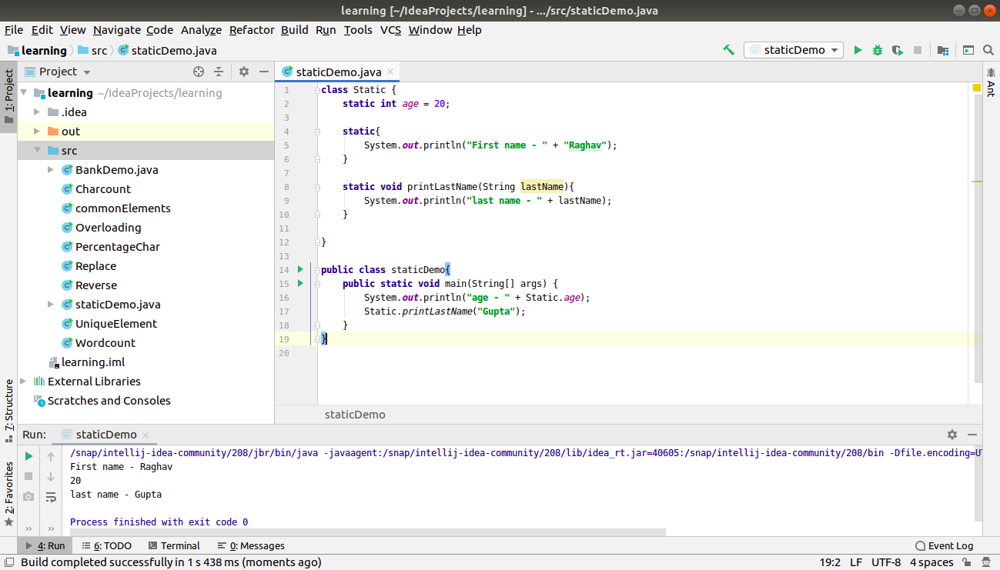 learning [~/IdeaProjects/learning] - .../src/staticDemo.java
File Edit View Navigate Code Analyze Refactor Build Run Tools VCS Window Help
learning src staticDemo.java staticDemo
1: Project
Project
staticDemo.java
Ant
learning ~/IdeaProjects/learning
.idea
out
src
BankDemo.java
Charcount
commonElements
Overloading
PercentageChar
Replace
Reverse
staticDemo.java
UniqueElement
Wordcount
learning.iml
External Libraries
Scratches and Consoles
1 class Static {
2 static int age = 20;
3
4 static{
5 System.out.println("First name - " + "Raghav");
6 }
7
8 static void printLastName(String lastName){
9 System.out.println("last name - " + lastName);
10 }
11
12 }
13
14 public class staticDemo{
15 public static void main(String[] args) {
16 System.out.println("age - " + Static.age);
17 Static.printLastName("Gupta");
18 }
19 }
20
staticDemo
7: Structure
2: Favorites
Run: staticDemo
/snap/intellij-idea-community/208/jbr/bin/java -javaagent:/snap/intellij-idea-community/208/lib/idea_rt.jar=40605:/snap/intellij-idea-community/208/bin -Dfile.encoding=UT
First name - Raghav
20
last name - Gupta
Process finished with exit code 0
4: Run 6: TODO Terminal 0: Messages Event Log
Build completed successfully in 1 s 438 ms (moments ago) 19:2 LF UTF-8 4 spaces